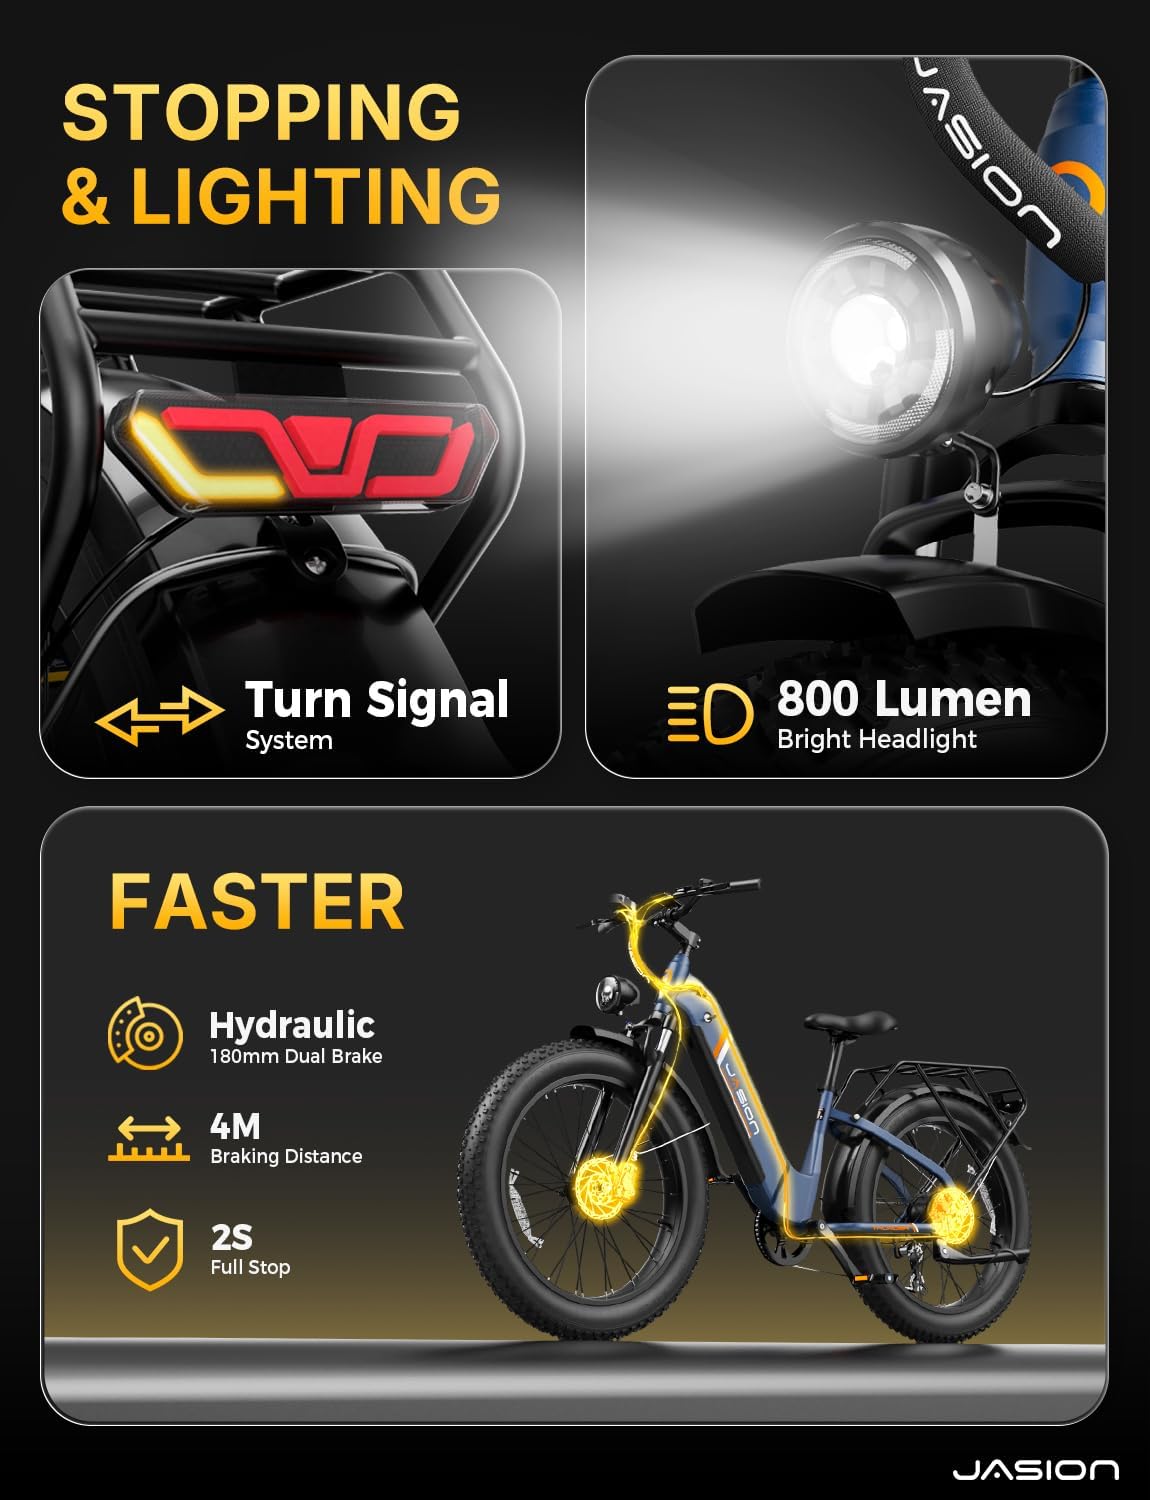 STOPPING
& LIGHTING
JASION
Turn Signal
System
800 Lumen
Bright Headlight
FASTER
Hydraulic
180mm Dual Brake
4M
Braking Distance
2S
Full Stop
JASION
JASION